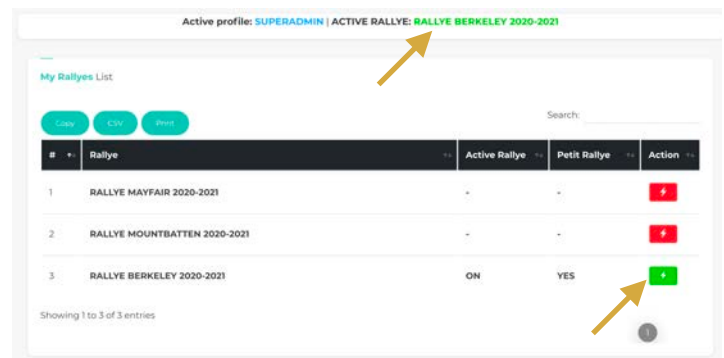 Active profile: SUPERADMIN | ACTIVE RALLYE: RALLYE BERKELEY 2020-2021
My Rallyes List
Copy CSV Print Search:
# Rallye Active Rallye Petit Rallye Action
1 RALLYE MAYFAIR 2020-2021 - -
2 RALLYE MOUNTBATTEN 2020-2021 - -
3 RALLYE BERKELEY 2020-2021 ON YES
Showing 1 to 3 of 3 entries
1